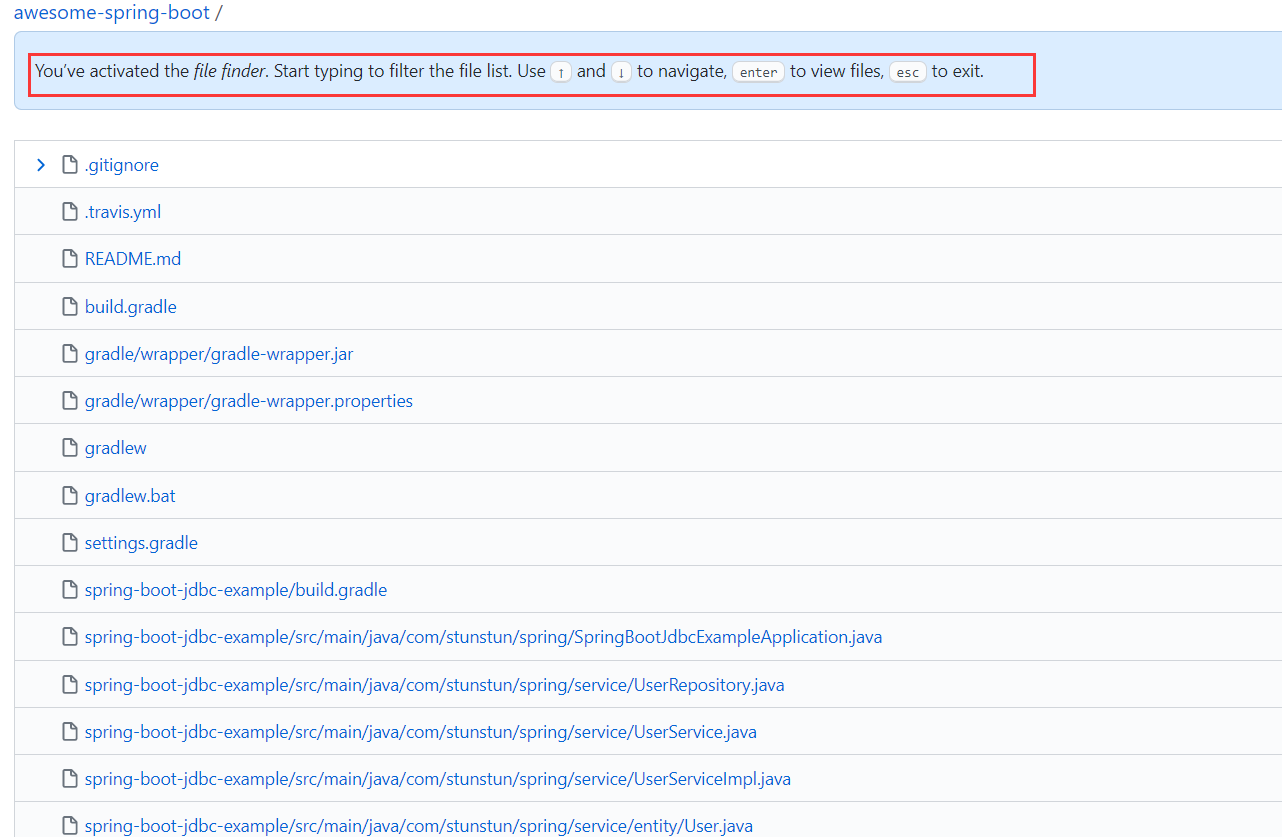 awesome-spring-boot /
You’ve activated the file finder. Start typing to filter the file list. Use ↑ and ↓ to navigate, enter to view files, esc to exit.
.gitignore
.travis.yml
README.md
build.gradle
gradle/wrapper/gradle-wrapper.jar
gradle/wrapper/gradle-wrapper.properties
gradlew
gradlew.bat
settings.gradle
spring-boot-jdbc-example/build.gradle
spring-boot-jdbc-example/src/main/java/com/stunstun/spring/SpringBootJdbcExampleApplication.java
spring-boot-jdbc-example/src/main/java/com/stunstun/spring/service/UserRepository.java
spring-boot-jdbc-example/src/main/java/com/stunstun/spring/service/UserService.java
spring-boot-jdbc-example/src/main/java/com/stunstun/spring/service/UserServiceImpl.java
spring-boot-jdbc-example/src/main/java/com/stunstun/spring/service/entity/User.java